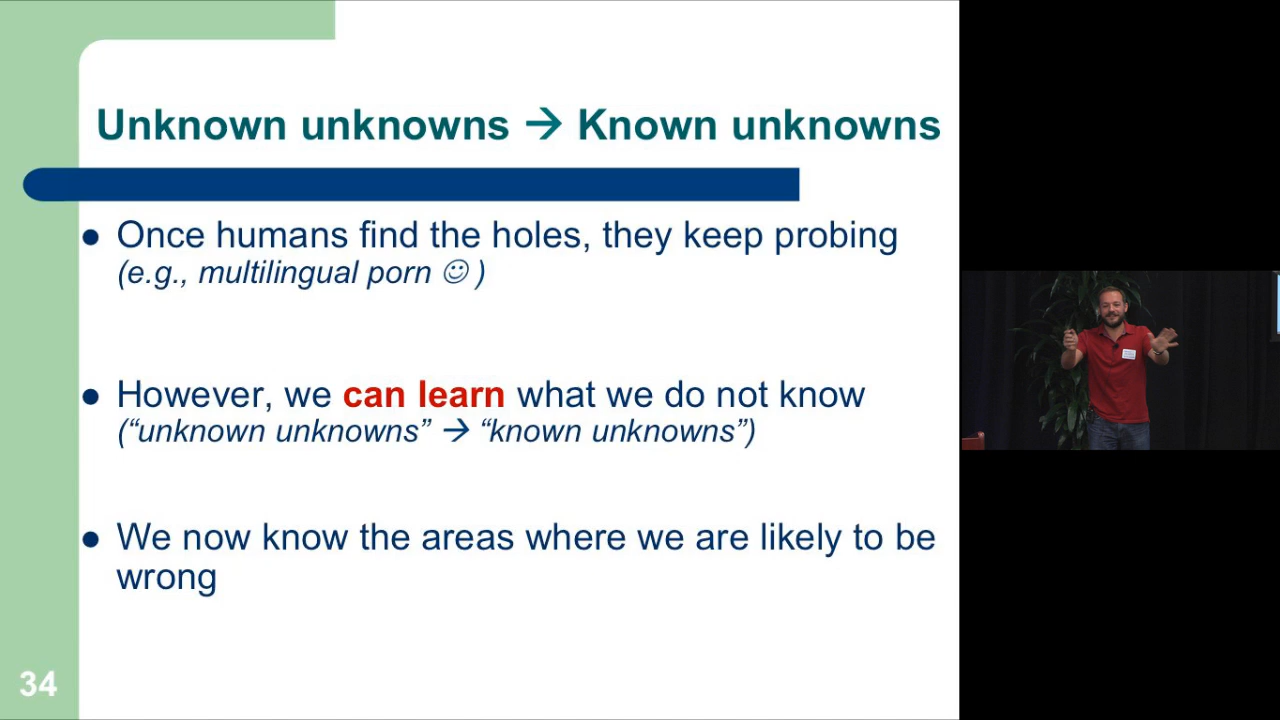 Unknown unknowns → Known unknowns
● Once humans find the holes, they keep probing
(e.g., multilingual porn ☺ )
● However, we can learn what we do not know
(“unknown unknowns” → “known unknowns”)
● We now know the areas where we are likely to be
wrong
34